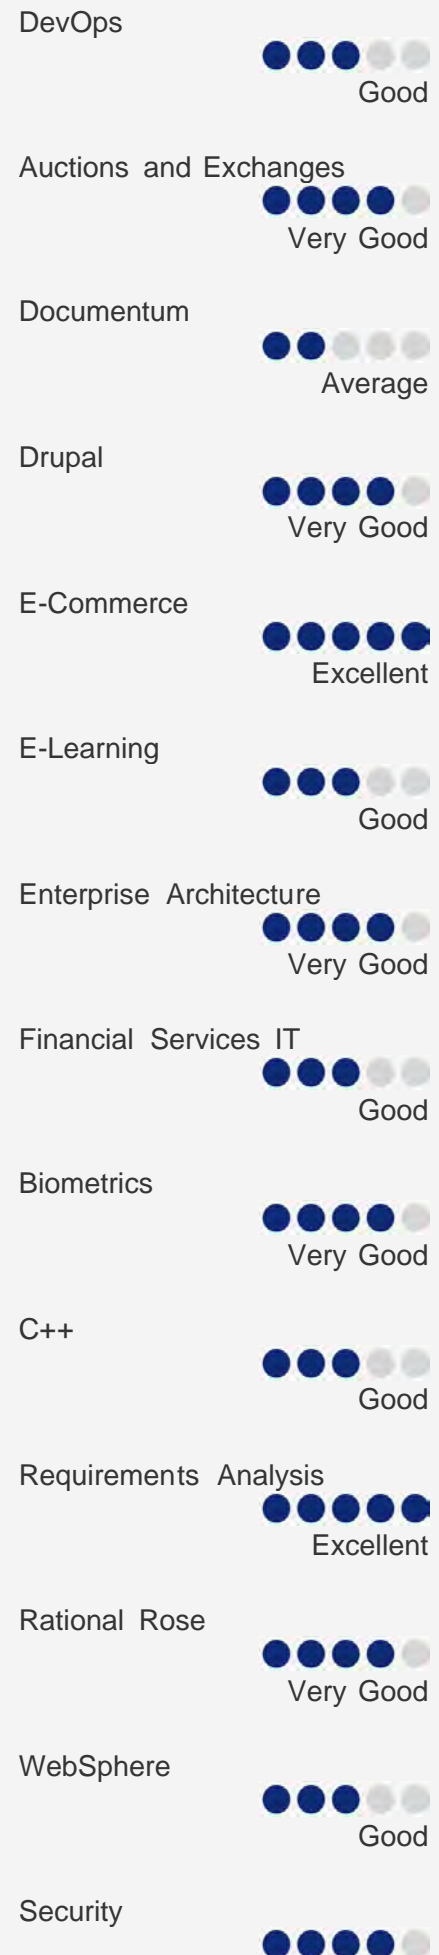 DevOps
Good
Auctions and Exchanges
Very Good
Documentum
Average
Drupal
Very Good
E-Commerce
Excellent
E-Learning
Good
Enterprise Architecture
Very Good
Financial Services IT
Good
Biometrics
Very Good
C++
Good
Requirements Analysis
Excellent
Rational Rose
Very Good
WebSphere
Good
Security